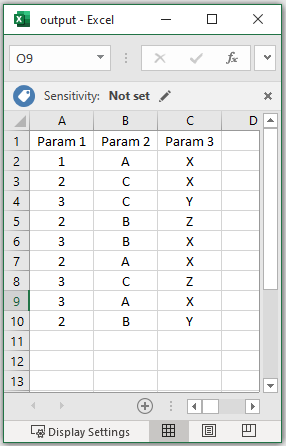 output - Excel
O9
fx
Sensitivity: Not set
A B C D
1 Param 1 Param 2 Param 3
2 1 A X
3 2 C X
4 3 C Y
5 2 B Z
6 3 B X
7 2 A X
8 3 C Z
9 3 A X
10 2 B Y
11
12
13
Display Settings